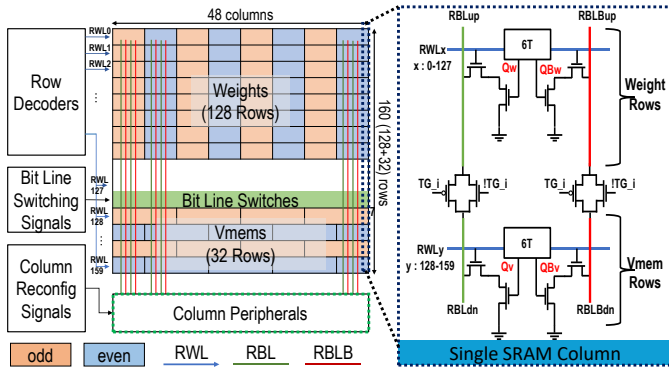 48 columns
RWL0
RWL1
RWL2
...
Row
Decoders
Weights
(128 Rows)
160 (128+32) rows
RWL
127
Bit Line
Switching
Signals
Bit Line Switches
RWL
128
Vmems
(32 Rows)
Column
Reconfig
Signals
...
RWL
159
Column Peripherals
odd
even
RWL
RBL
RBLB
RBLup
RBLBup
RWLx
x : 0-127
6T
Qw
QBw
Weight
Rows
TG_i
!TG_i
TG_i
!TG_i
RWLy
y : 128-159
6T
Qv
QBv
Vmem
Rows
RBLdn
RBLBdn
Single SRAM Column